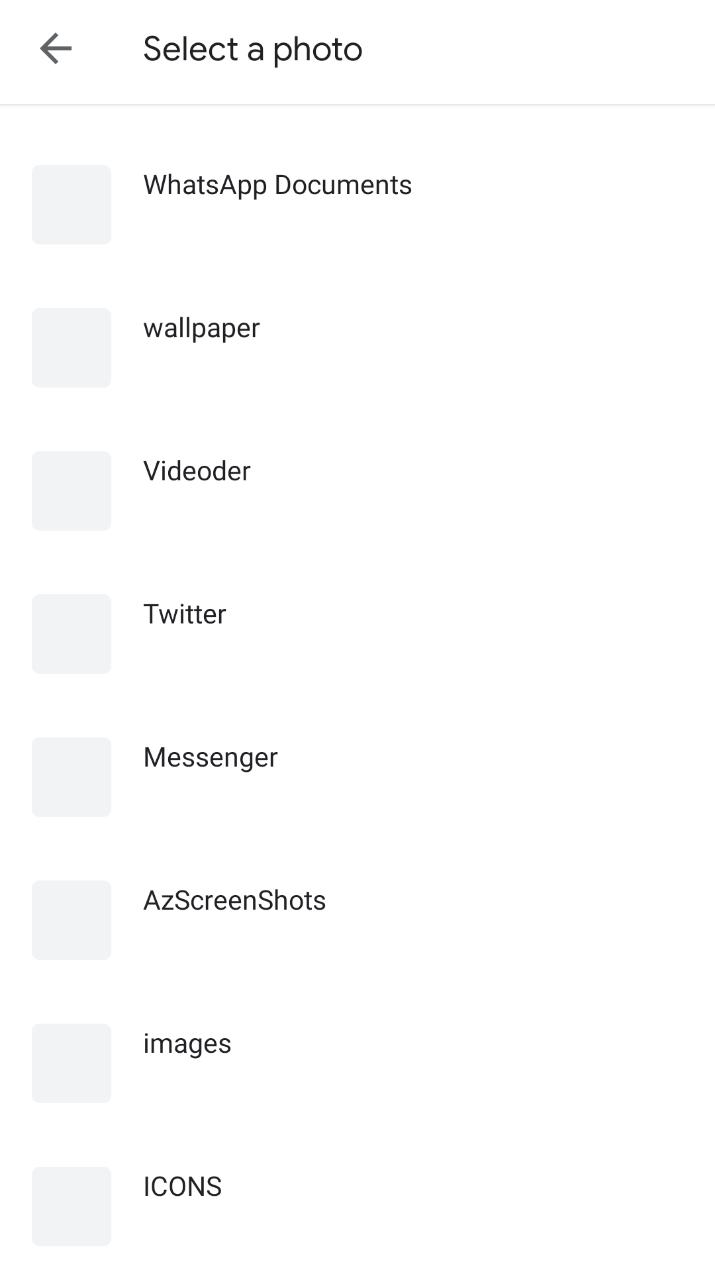 Select a photo
WhatsApp Documents
wallpaper
Videoder
Twitter
Messenger
AzScreenShots
images
ICONS